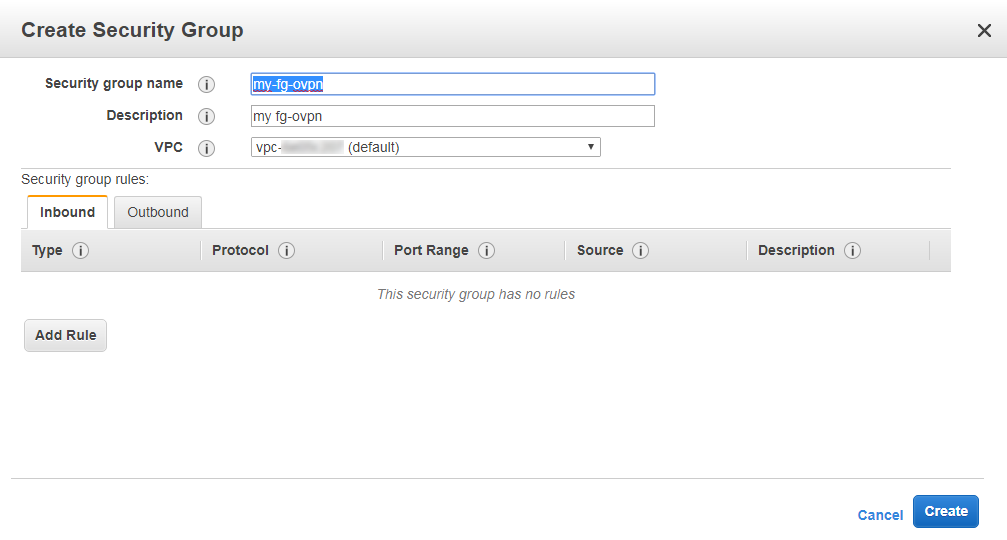 Create Security Group
Security group name
my-fg-ovpn
Description
my fg-ovpn
VPC
vpc- (default)
Security group rules:
Inbound Outbound
Type Protocol Port Range Source Description
This security group has no rules
Add Rule
Cancel Create